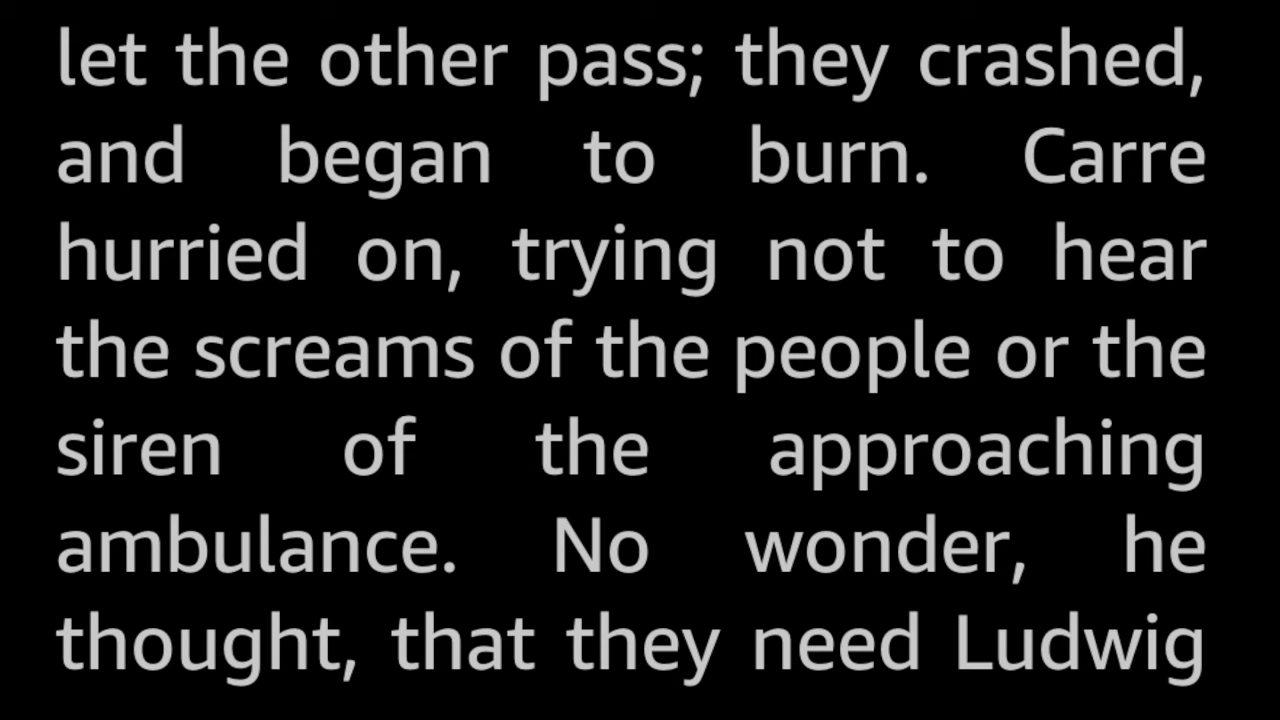 let the other pass; they crashed,
and began to burn. Carre
hurried on, trying not to hear
the screams of the people or the
siren of the approaching
ambulance. No wonder, he
thought, that they need Ludwig